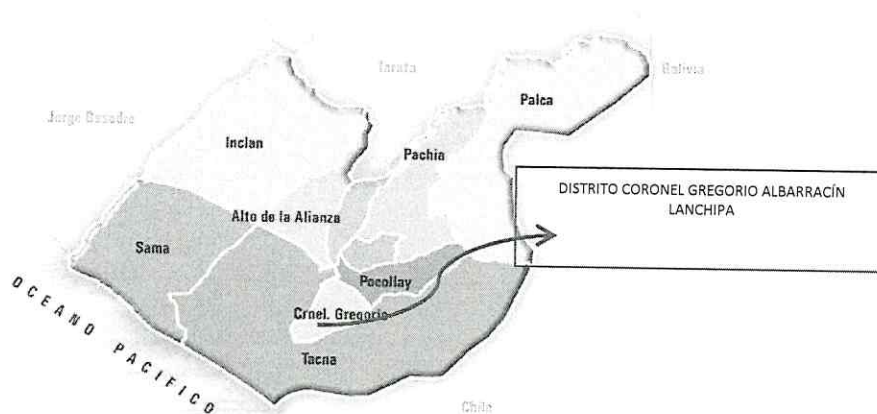 Tarata
Bolivia
Palca
Jorge Basadre
Inclan
Pachia
DISTRITO CORONEL GREGORIO ALBARRACÍN
LANCHIPA
Alto de la Alianza
Sama
Pocollay
OCEANO PACIFICO
Crnel. Gregorio
Tacna
Chile